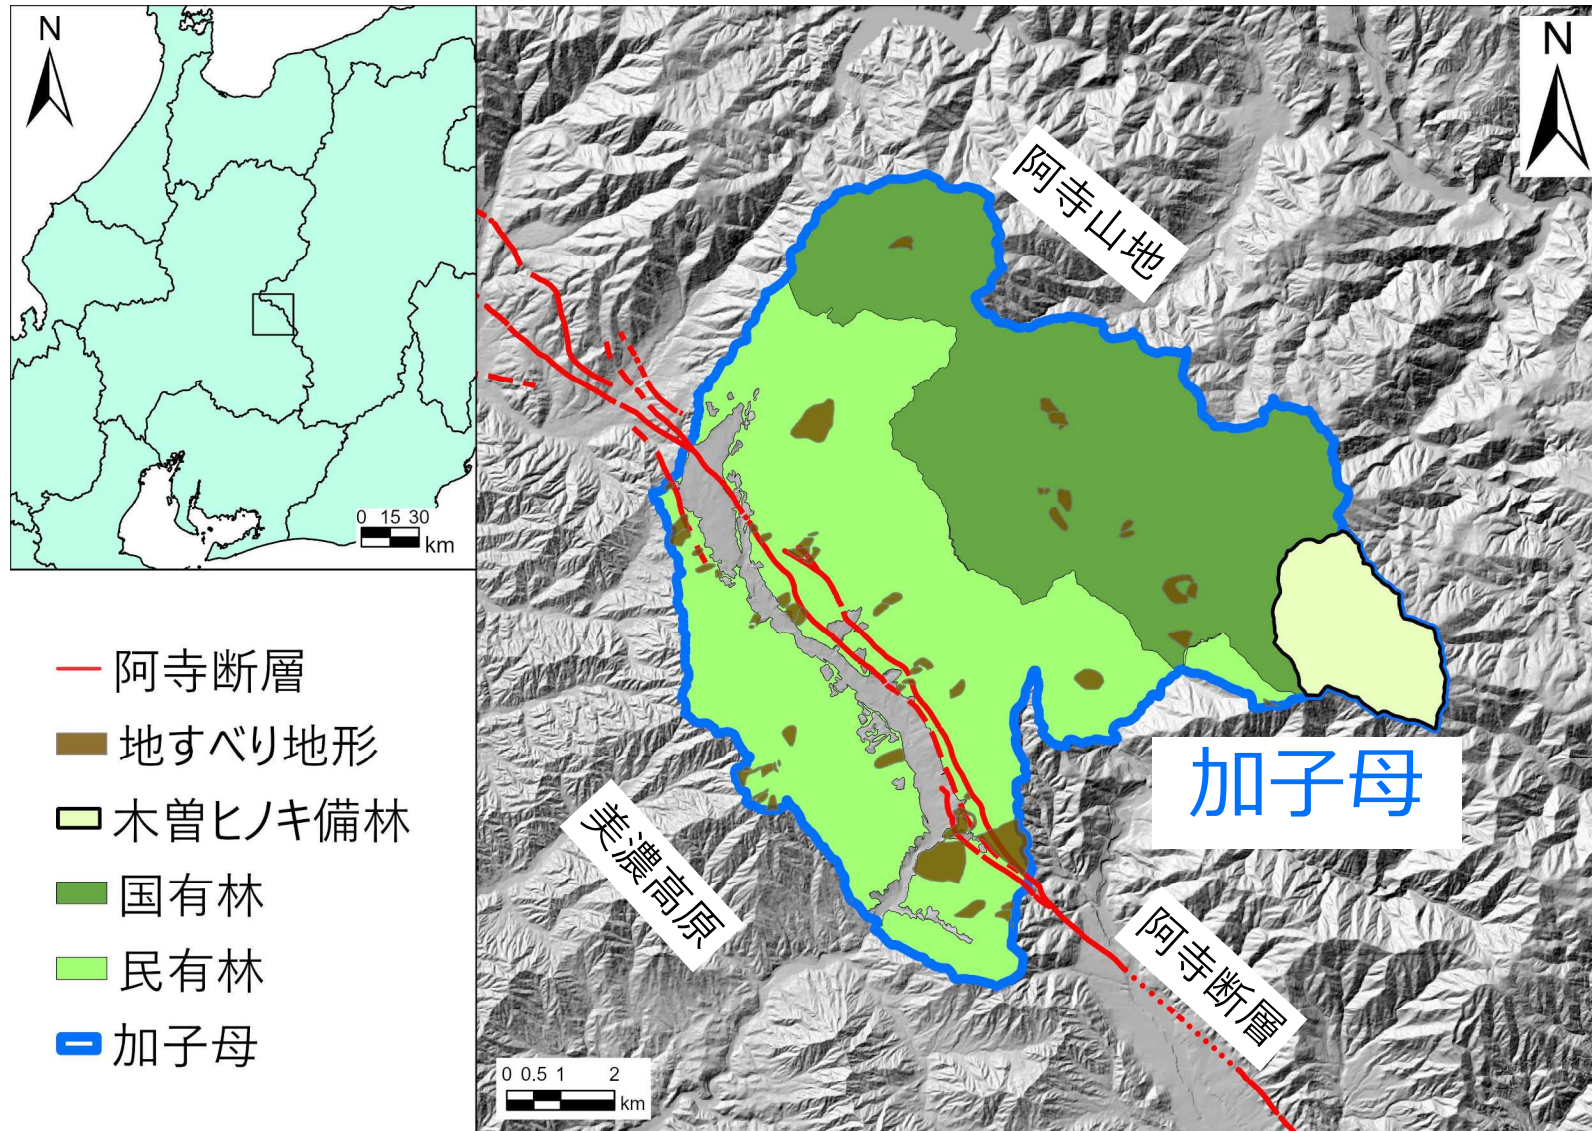 N
0 15 30
km
阿寺断層
地すべり地形
木曽ヒノキ備林
国有林
民有林
加子母
N
阿寺山地
加子母
美濃高原
阿寺断層
0 0.5 1 2
km